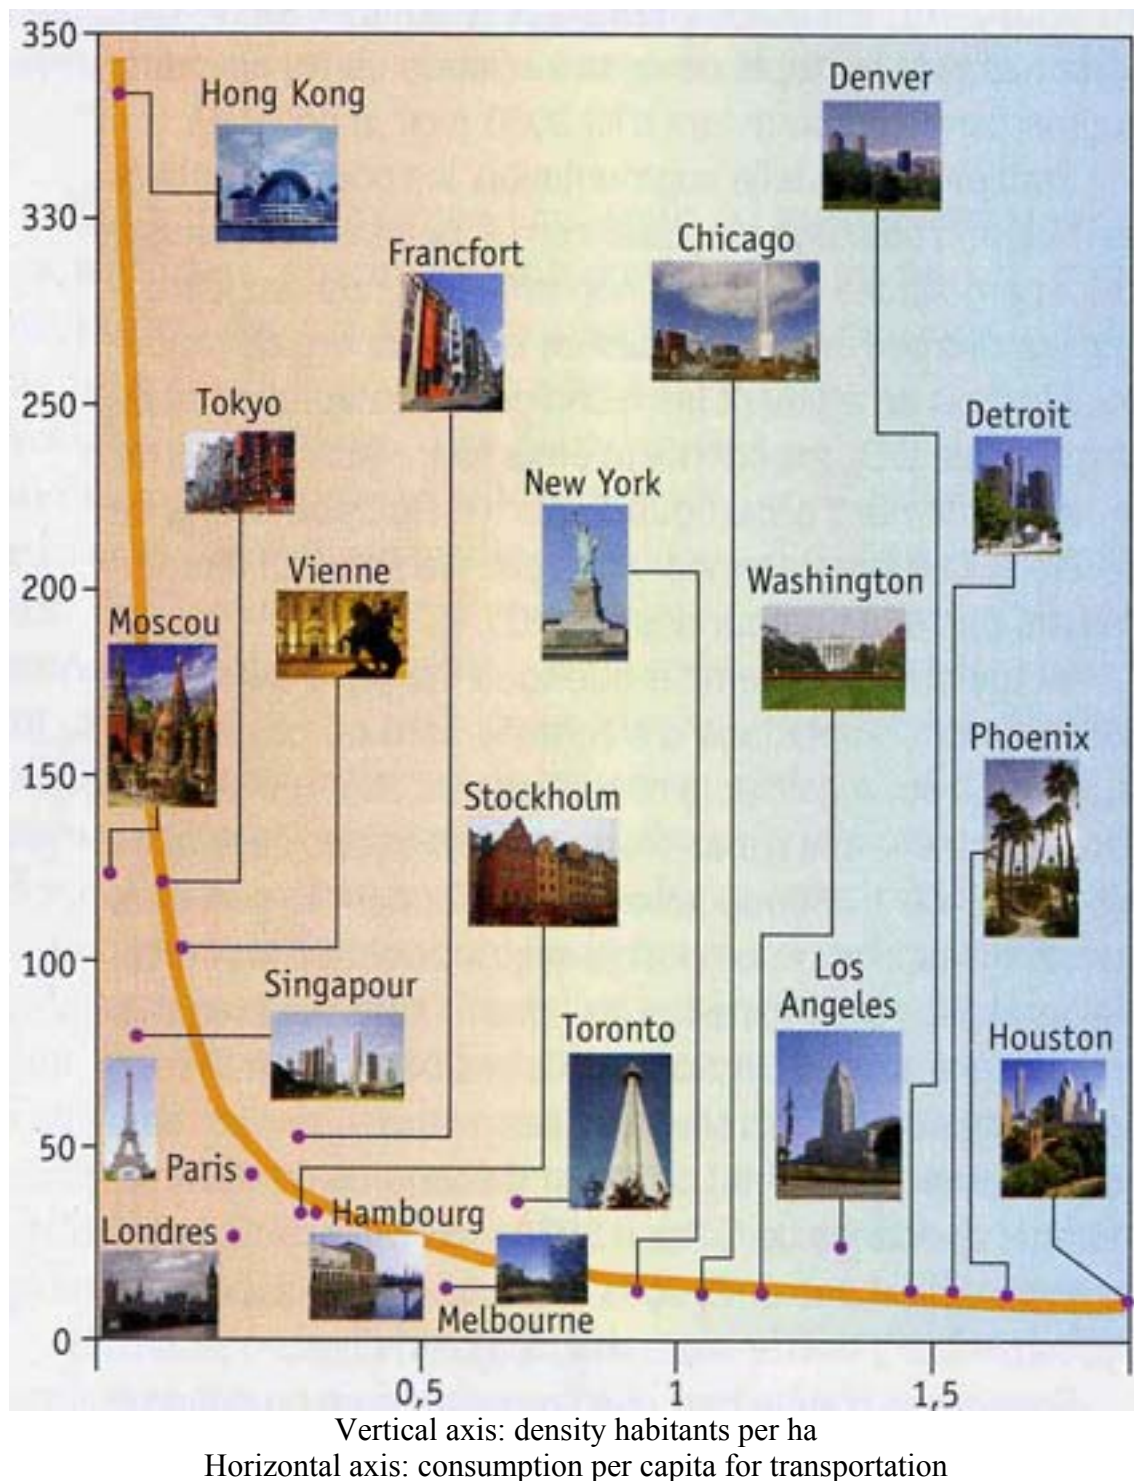 350
Hong Kong
Denver
330
Francfort
Chicago
250
Tokyo
Detroit
New York
200
Vienne
Washington
Moscou
Phoenix
150
Stockholm
100
Singapour
Los
Angeles
Toronto
Houston
50
Paris
Hambourg
Londres
Melbourne
0
0,5
1
1,5
Vertical axis: density habitants per ha
Horizontal axis: consumption per capita for transportation